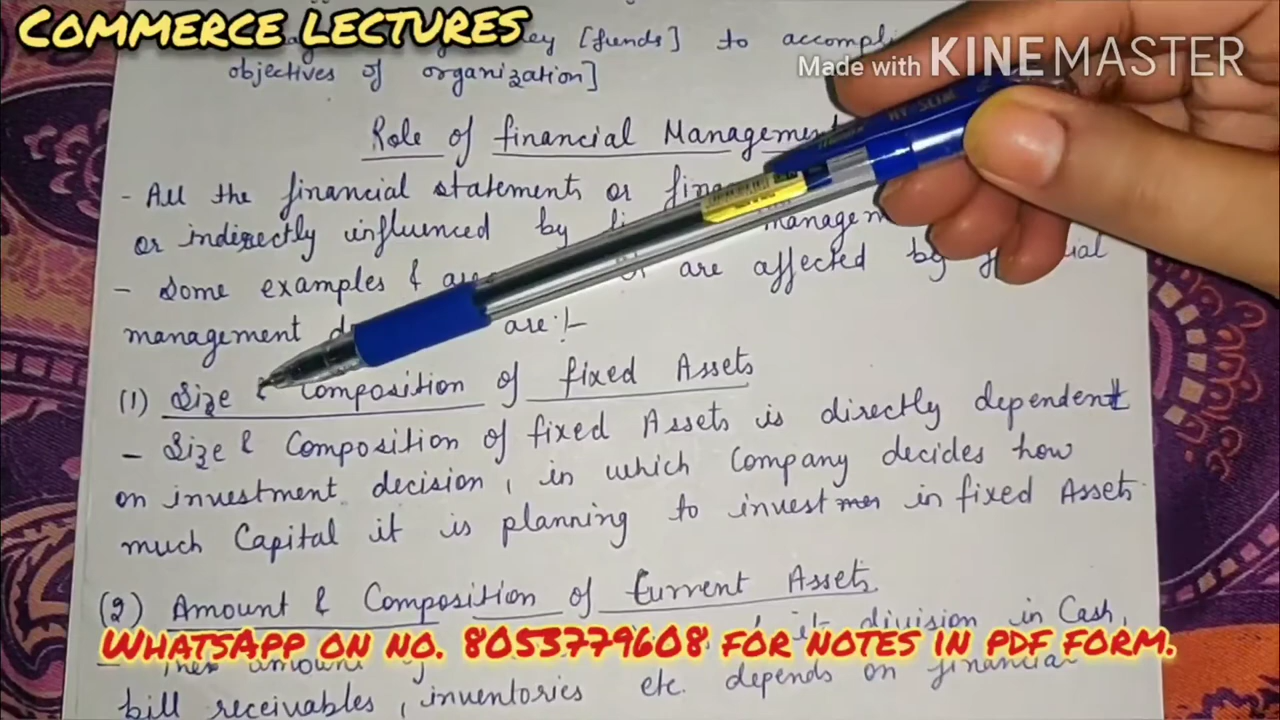 COMMERCE LECTURES
Made with KINEMASTER
[funds] to
objectives of organization]
Role of financial Management
- All the financial statements or
or indirectly influenced by
- Some examples & are affected by
management are :-
(1) Size Composition of fixed Assets
- Size & Composition of fixed Assets is directly dependent
on investment decision, in which Company decides how
much Capital it is planning to invest in fixed Assets
(2) Amount & Composition of Current Assets
division in Cash,
WHATSAPP ON NO. 8053779608 FOR NOTES IN PDF FORM.
amount
bill receivables, inventories etc. depends on financial